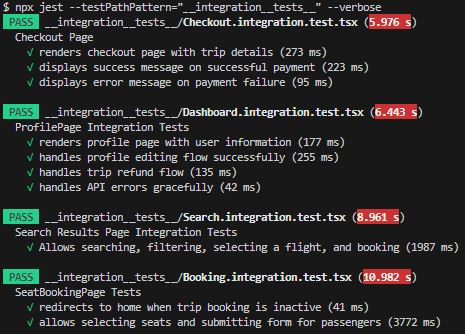 $ npx jest --testPathPattern="__integration__tests__" --verbose
PASS __integration_tests__/Checkout.integration.test.tsx (5.976 s)
Checkout Page
√ renders checkout page with trip details (273 ms)
√ displays success message on successful payment (223 ms)
√ displays error message on payment failure (95 ms)
PASS __integration_tests__/Dashboard.integration.test.tsx (6.443 s)
ProfilePage Integration Tests
√ renders profile page with user information (177 ms)
√ handles profile editing flow successfully (255 ms)
√ handles trip refund flow (135 ms)
√ handles API errors gracefully (42 ms)
PASS __integration_tests__/Search.integration.test.tsx (8.961 s)
Search Results Page Integration Tests
√ Allows searching, filtering, selecting a flight, and booking (1987 ms)
PASS __integration_tests__/Booking.integration.test.tsx (10.982 s)
SeatBookingPage Tests
√ redirects to home when trip booking is inactive (41 ms)
√ allows selecting seats and submitting form for passengers (3772 ms)